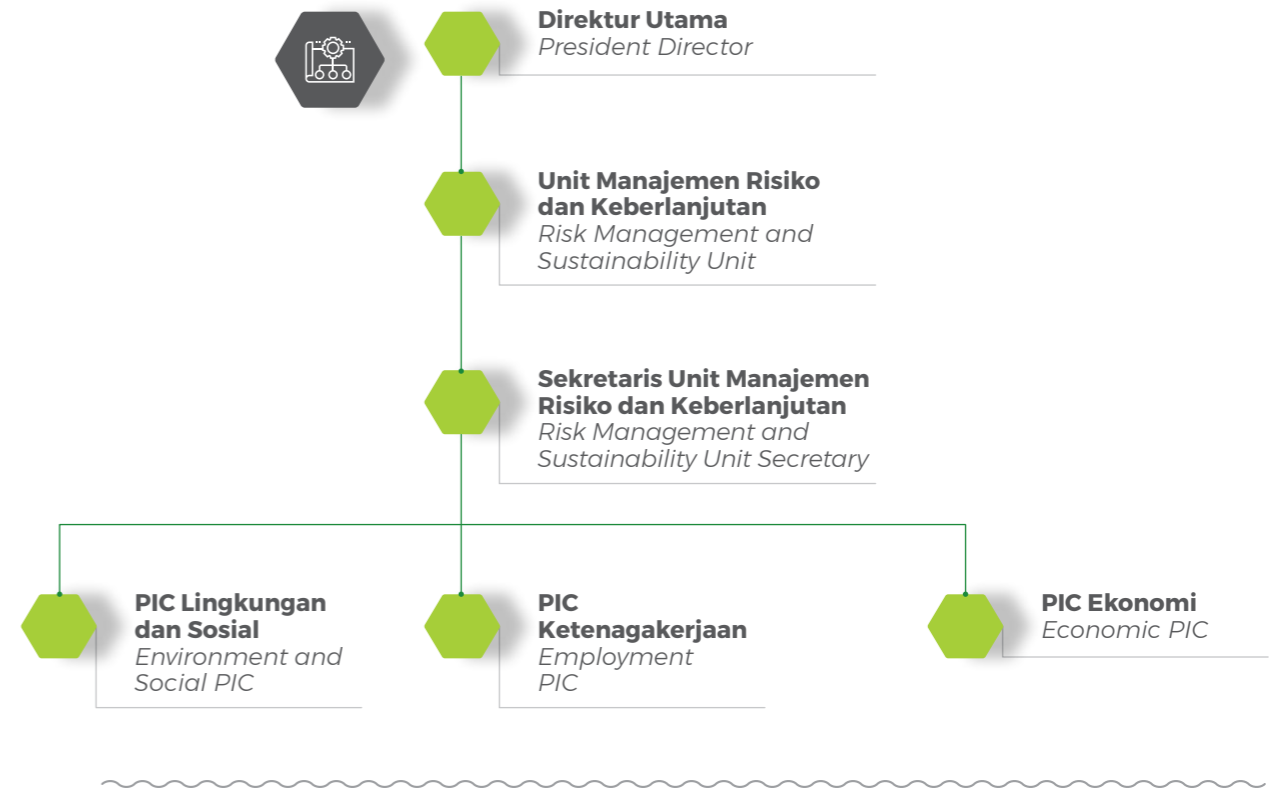 Direktur Utama
President Director
Unit Manajemen Risiko
dan Keberlanjutan
Risk Management and
Sustainability Unit
Sekretaris Unit Manajemen
Risiko dan Keberlanjutan
Risk Management and
Sustainability Unit Secretary
PIC Lingkungan
dan Sosial
Environment and
Social PIC
PIC
Ketenagakerjaan
Employment
PIC
PIC Ekonomi
Economic PIC